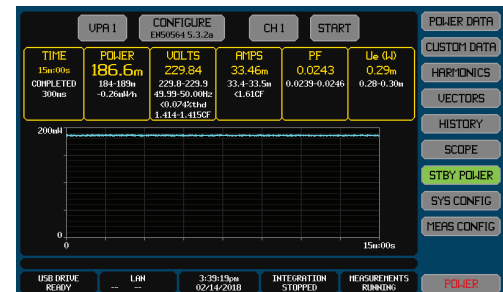 VPA1
CONFIGURE
EN50564 5.3.2a
CH 1
START
POWER DATA
CUSTOM DATA
HARMONICS
VECTORS
HISTORY
SCOPE
STBY POWER
SYS CONFIG
MEAS CONFIG
POWER
TIME
15m:00s
COMPLETED
300ms
POWER
186.6m
184-189m
-0.26mW/h
VOLTS
229.84
229.8-229.9
49.99-50.00Hz
<0.074%thd
1.414-1.415CF
AMPS
33.46m
33.4-33.5m
<1.61CF
PF
0.0243
0.0239-0.0246
Ue (W)
0.29m
0.28-0.30m
200mW
0
0
15m:00s
USB DRIVE
READY
LAN
-- --
3:39:19pm
02/14/2018
INTEGRATION
STOPPED
MEASUREMENTS
RUNNING